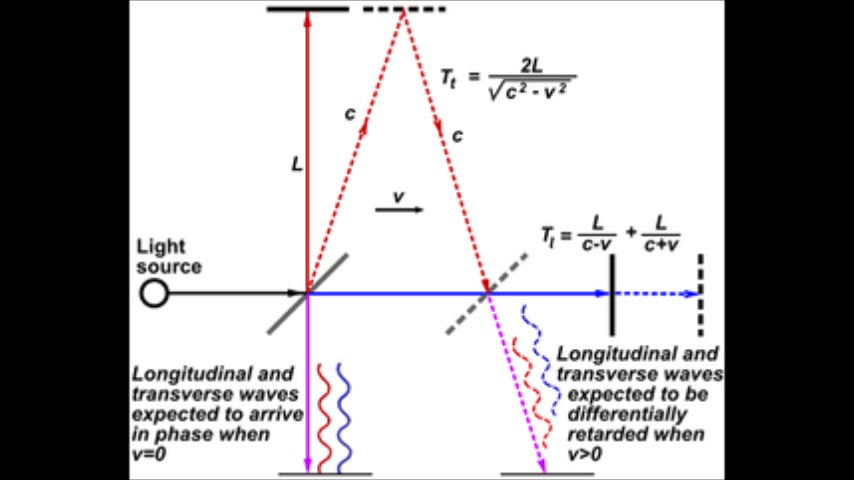 T_t = 2L / √(c² - v²)
c
c
L
v
T_l = L/(c-v) + L/(c+v)
Light
source
Longitudinal and
transverse waves
expected to arrive
in phase when
v=0
Longitudinal and
transverse waves
expected to be
differentially
retarded when
v>0